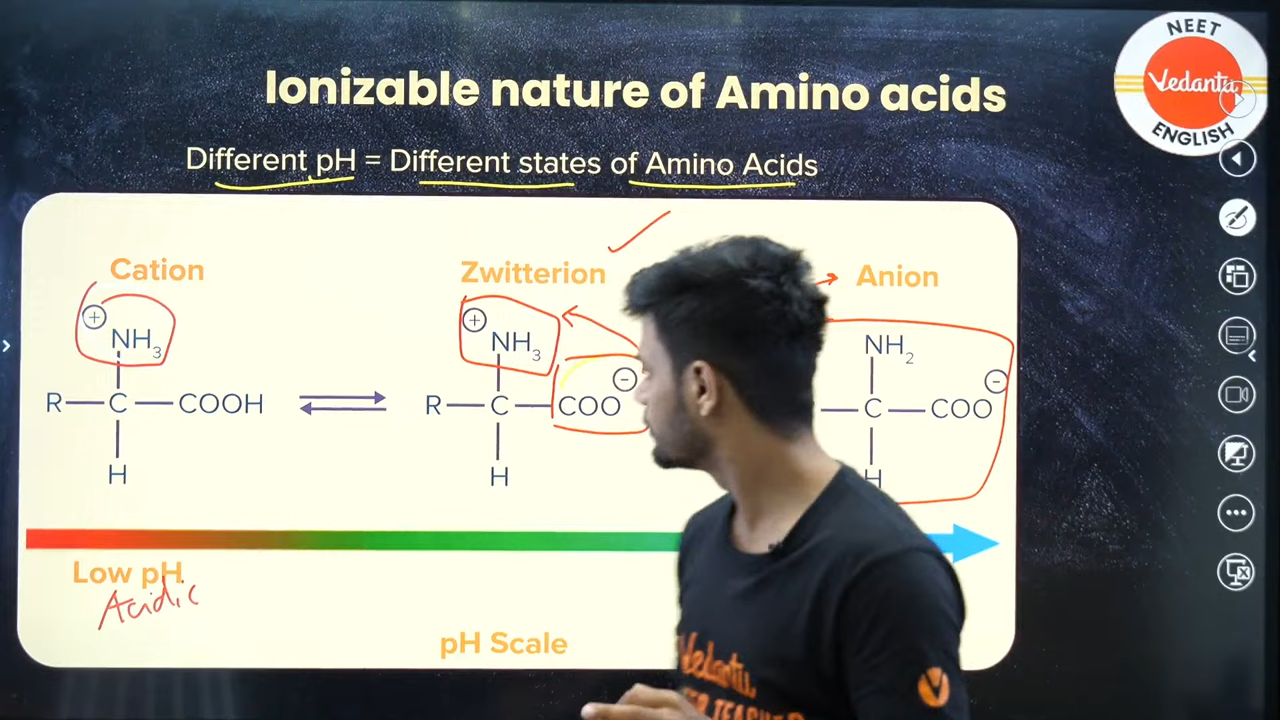 Ionizable nature of Amino acids
Different pH = Different states of Amino Acids
NEET
Vedantu
ENGLISH
Cation
Zwitterion
Anion
+
NH3
R—C—COOH
H
+
NH3
R—C—COO
−
H
NH2
—C—COO
−
H
Low pH
Acidic
pH Scale
Vedantu
TEACHER